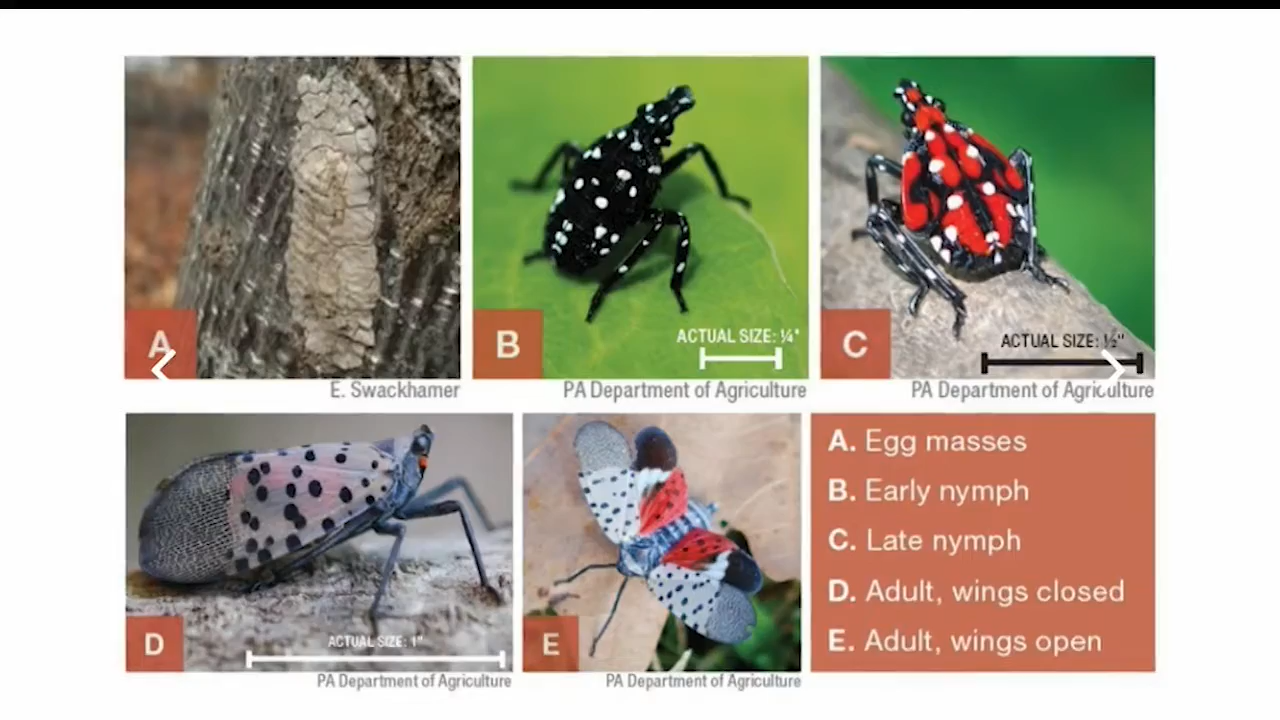 A
B
ACTUAL SIZE: ¼"
C
ACTUAL SIZE: ½"
E. Swackhamer
PA Department of Agriculture
PA Department of Agriculture
D
ACTUAL SIZE: 1"
E
PA Department of Agriculture
PA Department of Agriculture
A. Egg masses
B. Early nymph
C. Late nymph
D. Adult, wings closed
E. Adult, wings open